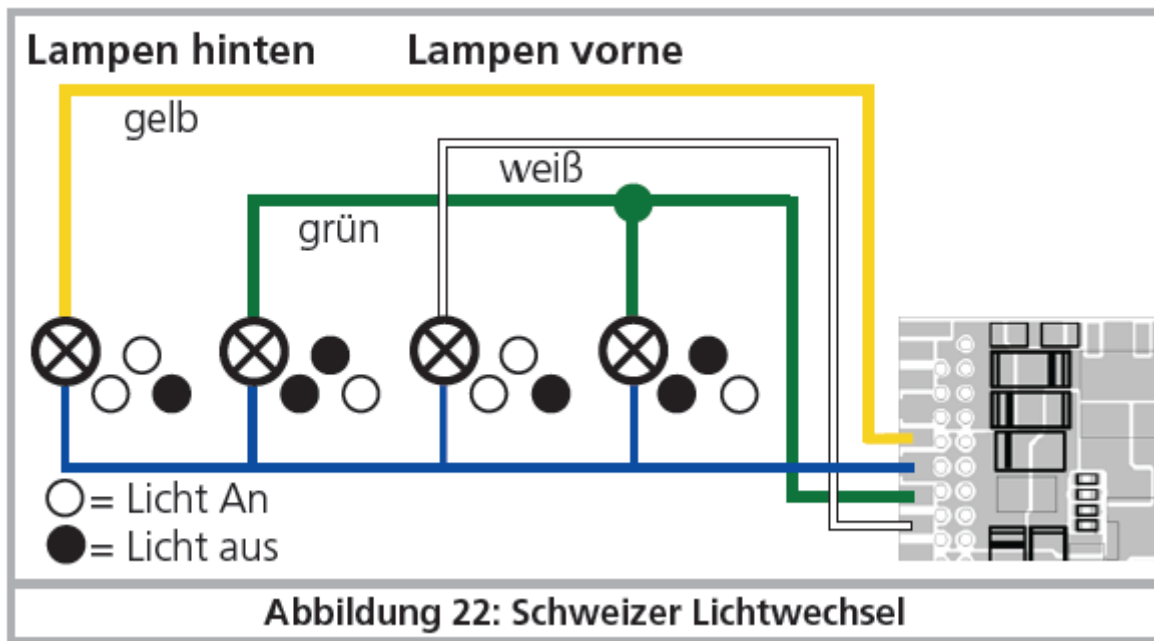 Lampen hinten
Lampen vorne
gelb
weiß
grün
= Licht An
= Licht aus
Abbildung 22: Schweizer Lichtwechsel